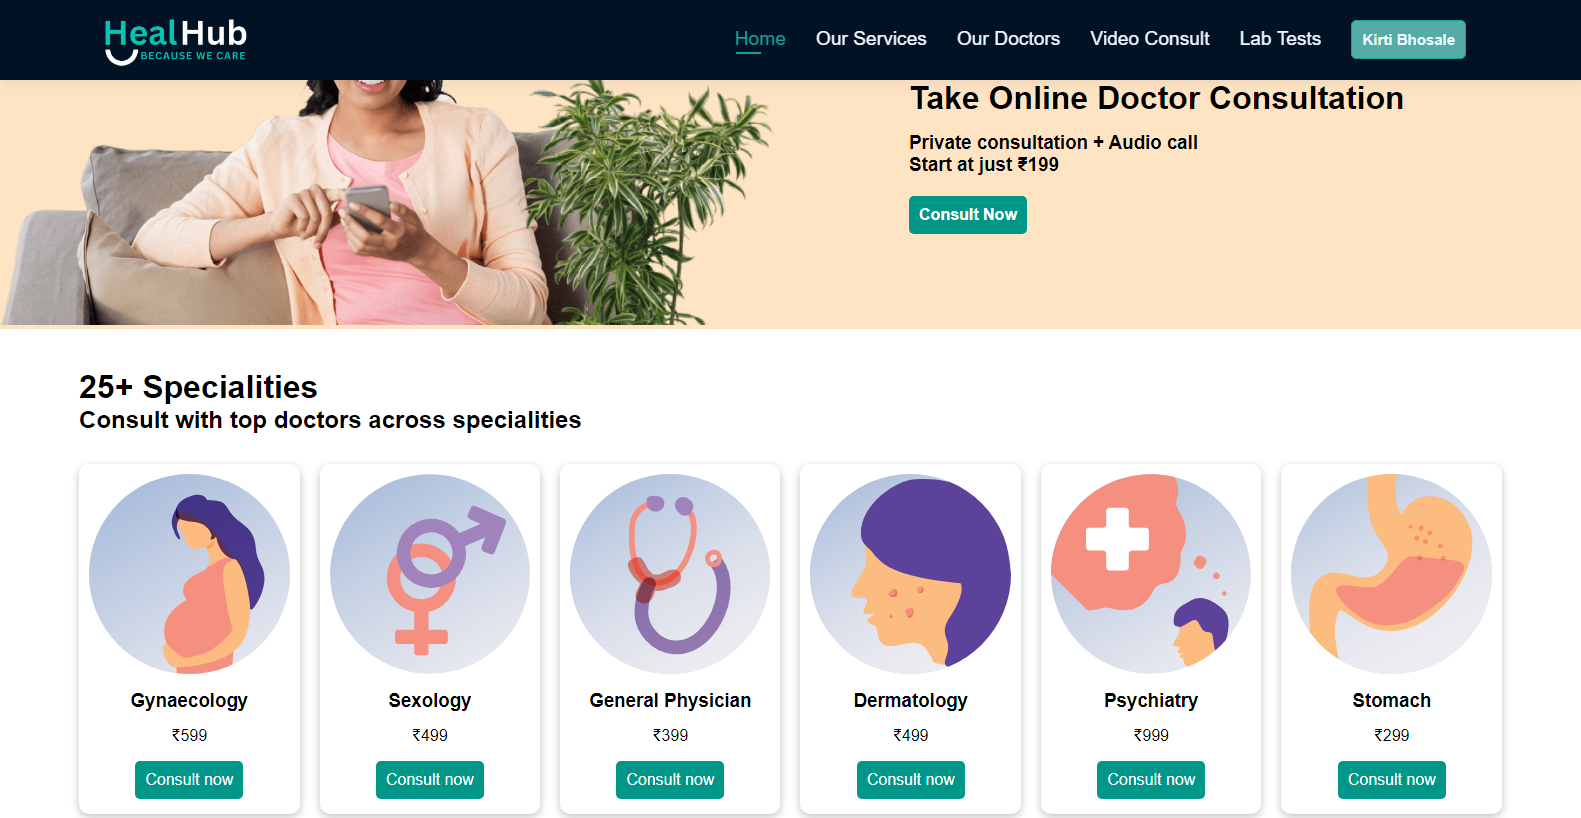 HealHub
BECAUSE WE CARE
Home
Our Services
Our Doctors
Video Consult
Lab Tests
Kirti Bhosale
Take Online Doctor Consultation
Private consultation + Audio call
Start at just ₹199
Consult Now
25+ Specialities
Consult with top doctors across specialities
Gynaecology
₹599
Consult now
Sexology
₹499
Consult now
General Physician
₹399
Consult now
Dermatology
₹499
Consult now
Psychiatry
₹999
Consult now
Stomach
₹299
Consult now